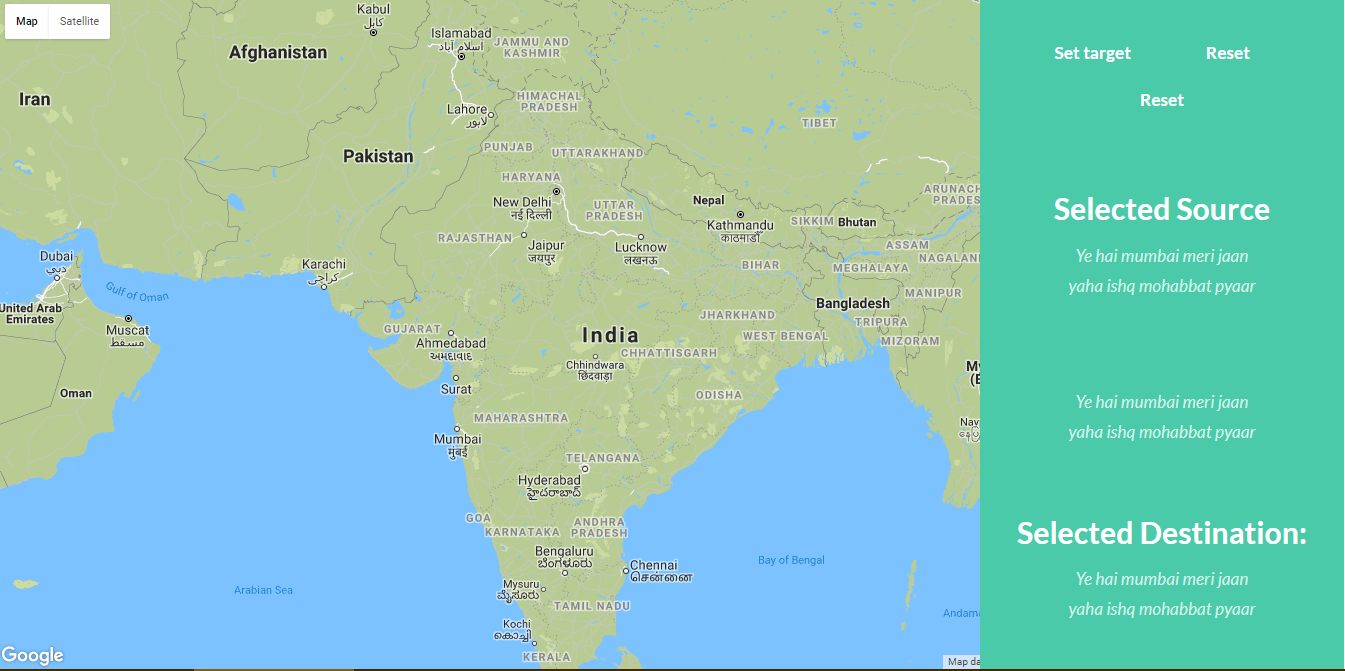 Map
Satellite
Kabul
کابل
Islamabad
اسلام آباد
JAMMU AND
KASHMIR
Afghanistan
Iran
HIMACHAL
PRADESH
Lahore
لاہور
TIBET
Pakistan
PUNJAB
UTTARAKHAND
HARYANA
New Delhi
नई दिल्ली
UTTAR
PRADESH
Nepal
Kathmandu
काठमाडौं
SIKKIM
Bhutan
ARUNACH
PRADES
RAJASTHAN
Jaipur
जयपुर
Lucknow
लखनऊ
ASSAM
NAGALAN
BIHAR
MEGHALAYA
Dubai
دبي
Karachi
کراچی
Gulf of Oman
United Arab
Emirates
Muscat
مسقط
MANIPUR
Bangladesh
JHARKHAND
TRIPURA
WEST BENGAL
MIZORAM
GUJARAT
Ahmedabad
અમદાવાદ
India
CHHATTISGARH
Chhindwara
छिंदवाड़ा
Surat
ODISHA
Oman
MAHARASHTRA
Mumbai
मुंबई
TELANGANA
Hyderabad
హైదరాబాద్
GOA
KARNATAKA
ANDHRA
PRADESH
Bengaluru
ಬೆಂಗಳೂರು
Chennai
சென்னை
Bay of Bengal
Arabian Sea
Mysuru
ಮೈಸೂರು
TAMIL NADU
Kochi
കൊച്ചി
KERALA
Andama
Nay
Google
Map da
Set target
Reset
Reset
Selected Source
Ye hai mumbai meri jaan
yaha ishq mohabbat pyaar
Ye hai mumbai meri jaan
yaha ishq mohabbat pyaar
Selected Destination:
Ye hai mumbai meri jaan
yaha ishq mohabbat pyaar